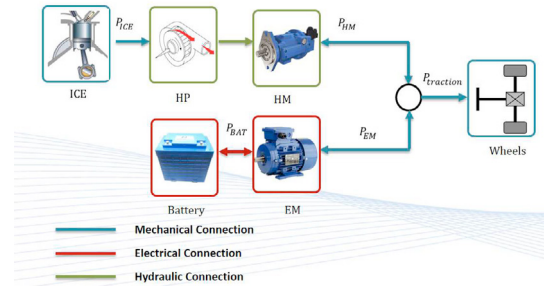 P_ICE
P_HM
ICE
HP
HM
P_traction
P_BAT
P_EM
Wheels
Battery
EM
Mechanical Connection
Electrical Connection
Hydraulic Connection